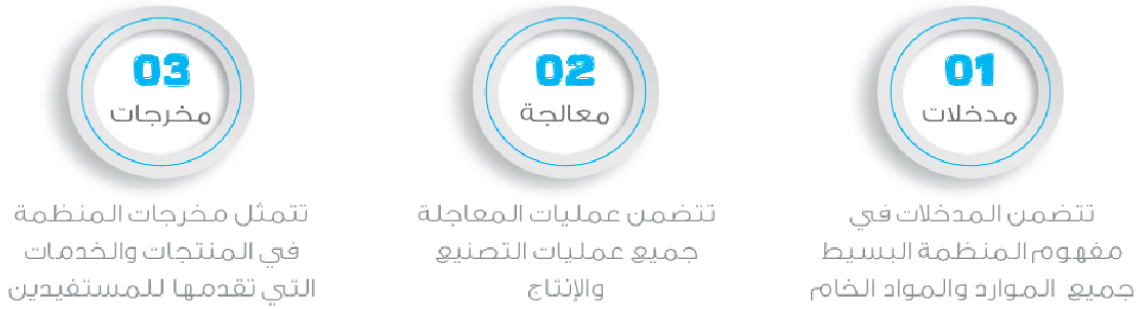 01
مدخلات
تتضمن المدخلات في
مفهوم المنظمة البسيط
جميع الموارد والمواد الخام
02
معالجة
تتضمن عمليات المعاجلة
جميع عمليات التصنيع
والإنتاج
03
مخرجات
تتمثل مخرجات المنظمة
في المنتجات والخدمات
التي تقدمها للمستفيدين